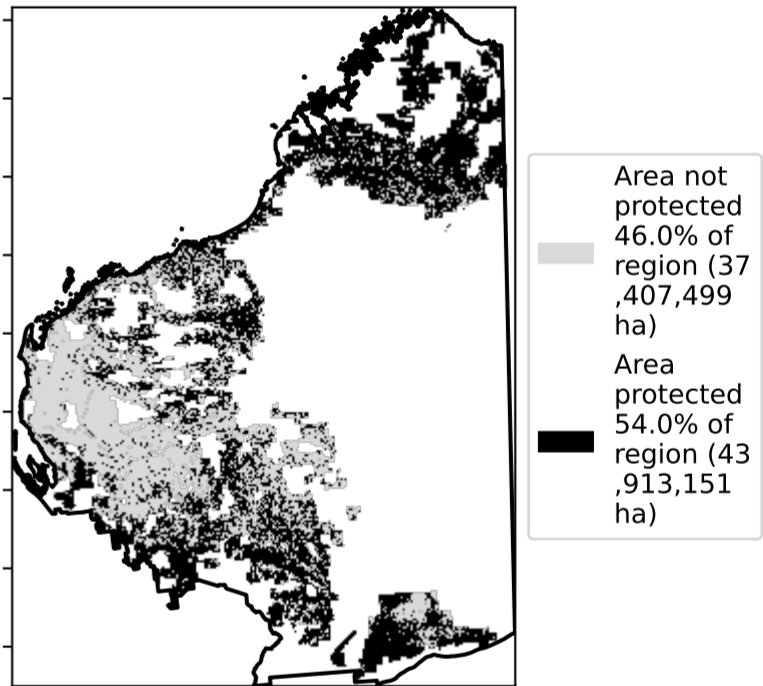 Area not
protected
46.0% of
region (37
,407,499
ha)
Area
protected
54.0% of
region (43
,913,151
ha)